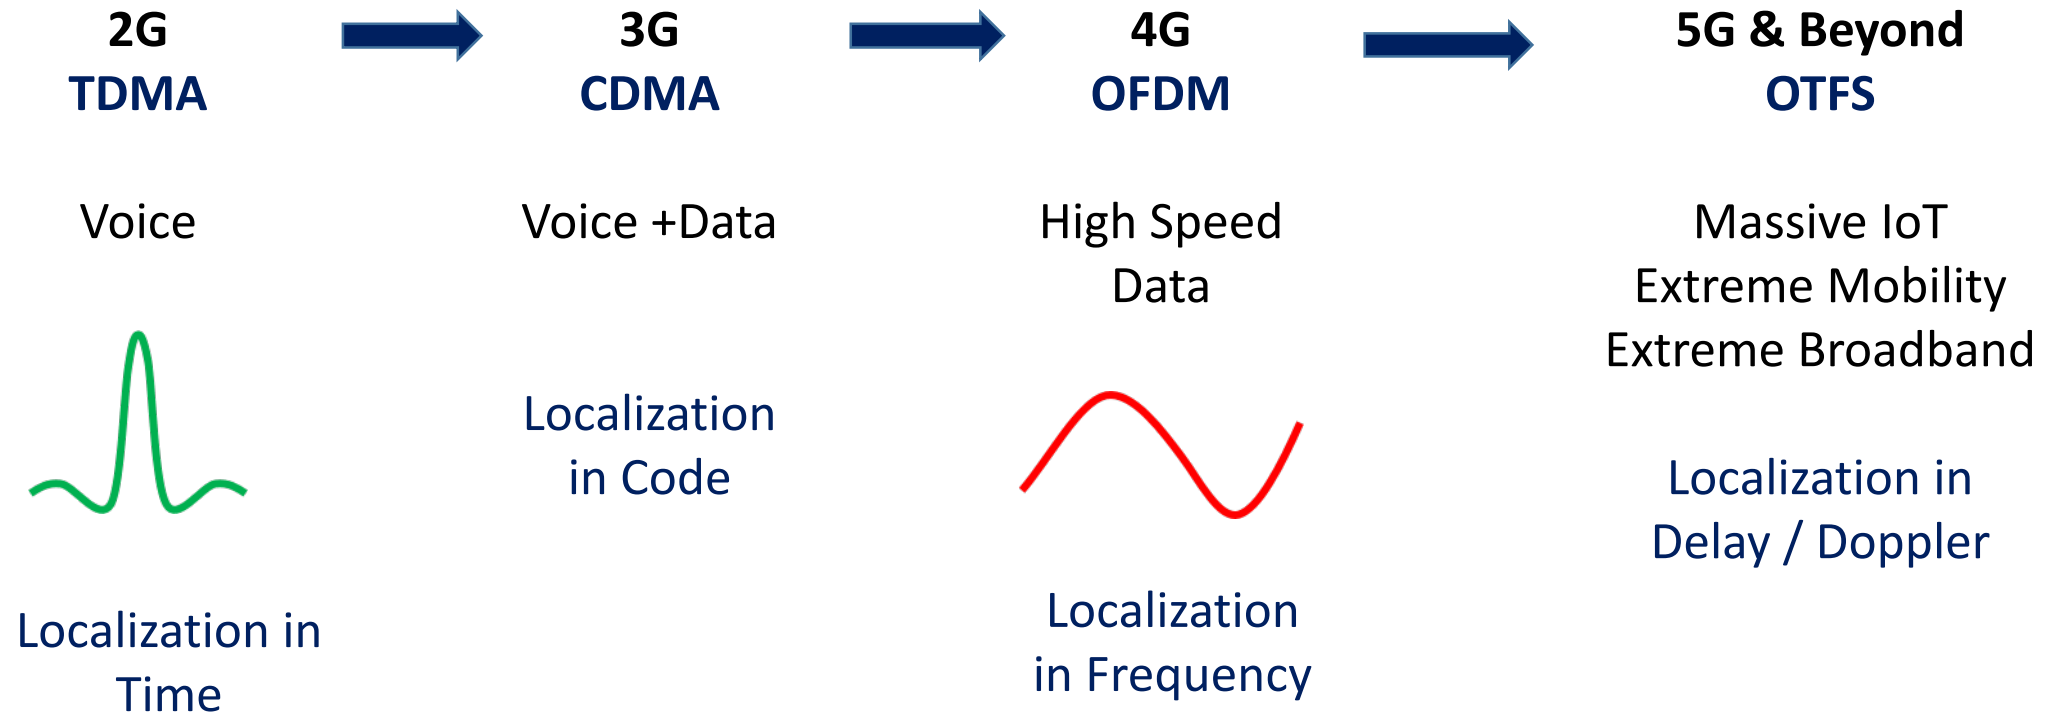 2G
TDMA
Voice
Localization in
Time
3G
CDMA
Voice +Data
Localization
in Code
4G
OFDM
High Speed
Data
Localization
in Frequency
5G & Beyond
OTFS
Massive IoT
Extreme Mobility
Extreme Broadband
Localization in
Delay / Doppler